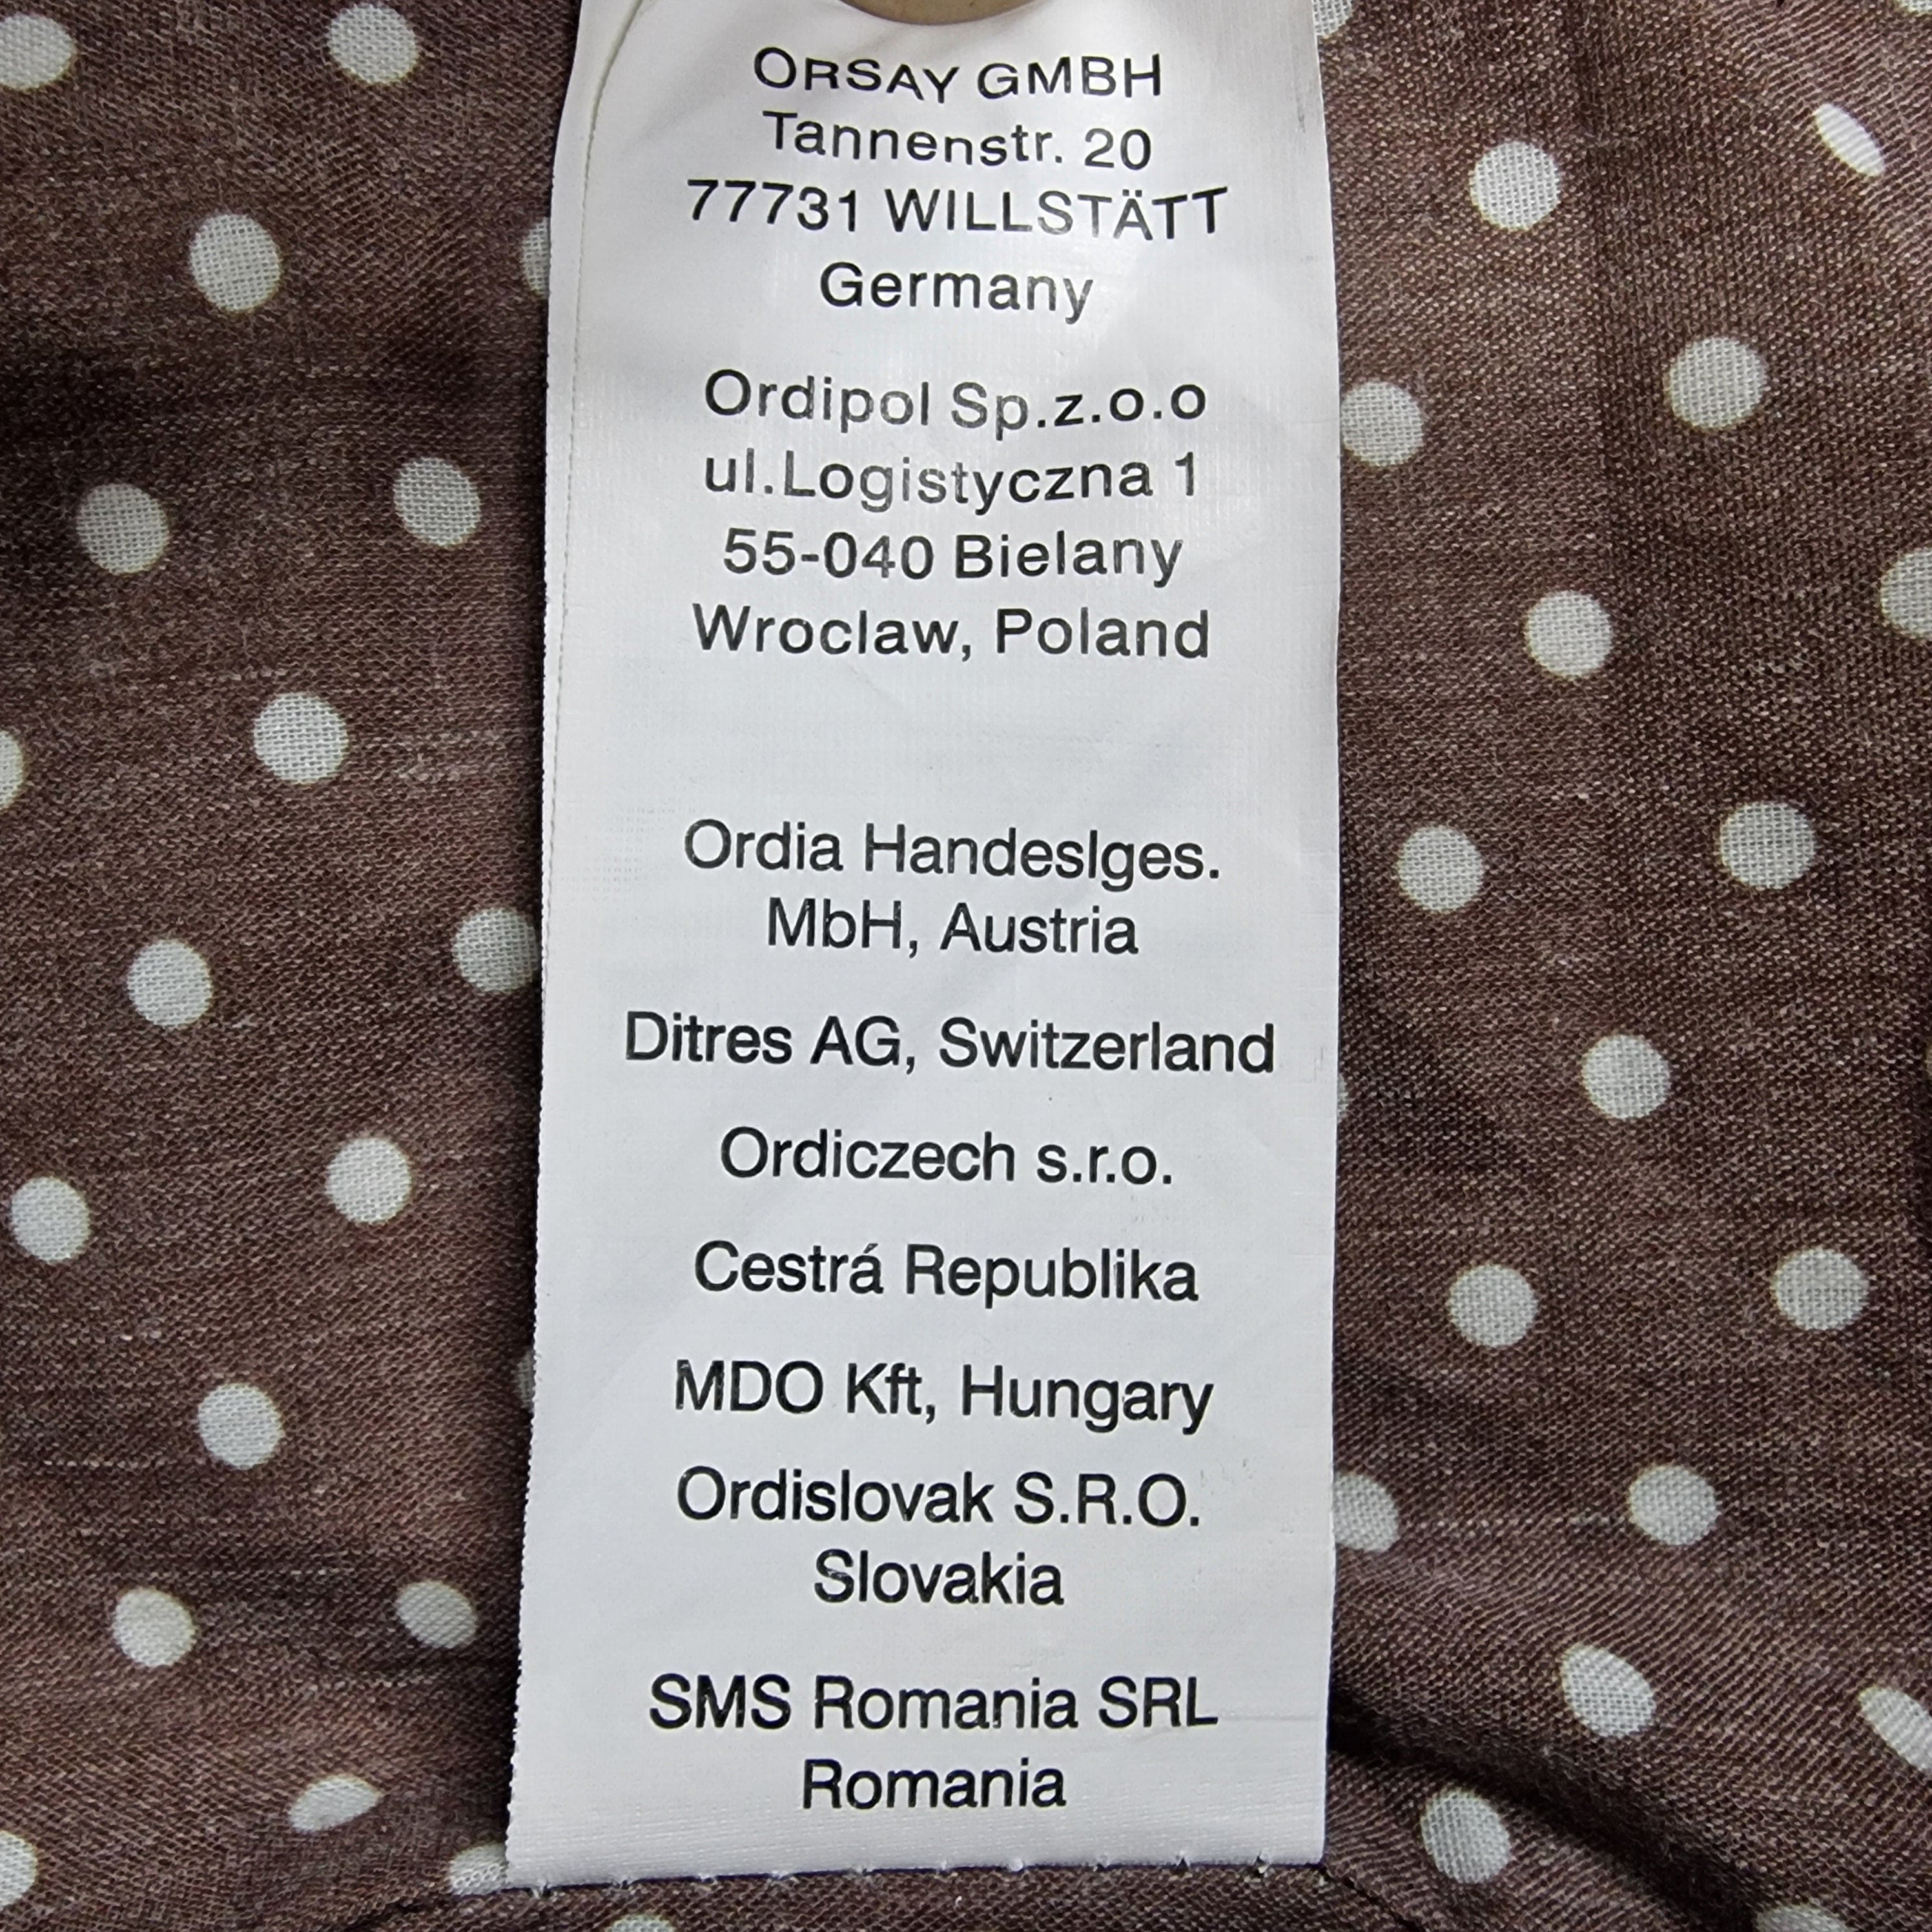 ORSAY GMBH
Tannenstr. 20
77731 WILLSTÄTT
Germany
Ordipol Sp.z.o.o
ul.Logistyczna 1
55-040 Bielany
Wroclaw, Poland
Ordia Handeslges.
MbH, Austria
Ditres AG, Switzerland
Ordiczech s.r.o.
Cestrá Republika
MDO Kft, Hungary
Ordislovak S.R.O.
Slovakia
SMS Romania SRL
Romania